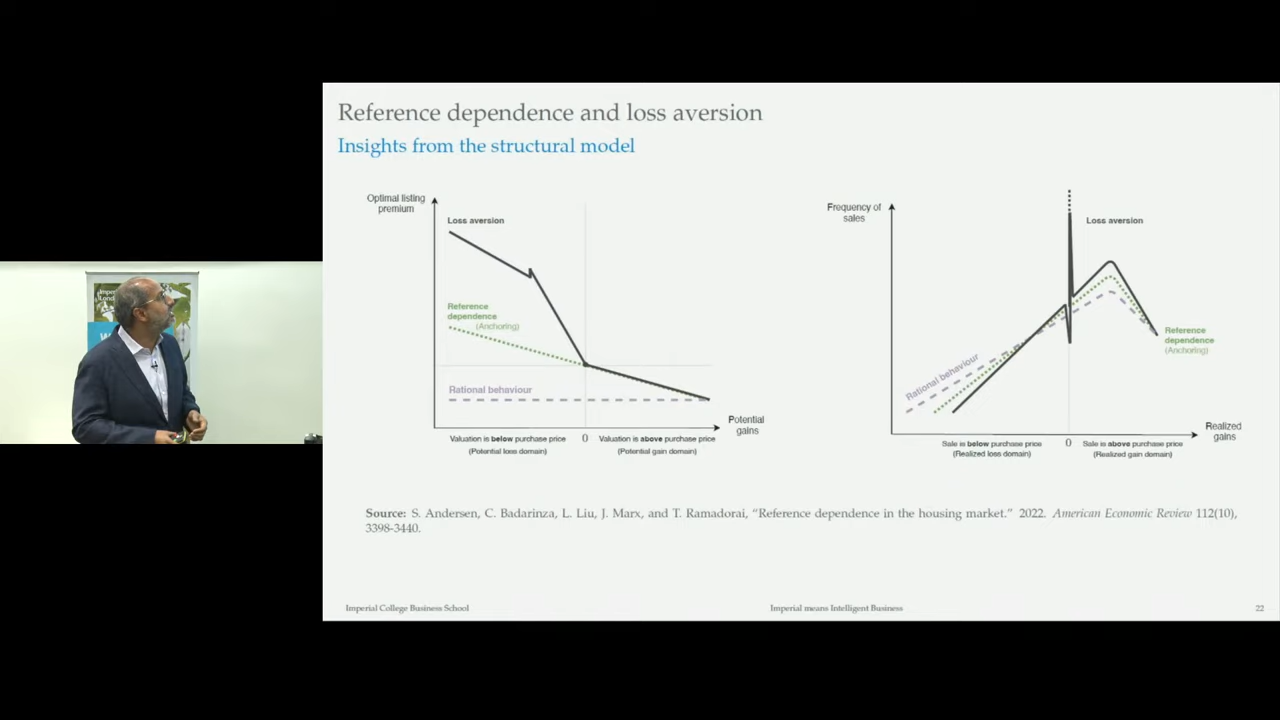 Reference dependence and loss aversion
Insights from the structural model
Optimal listing
premium
Loss aversion
Reference
dependence
(Anchoring)
Rational behaviour
Potential
gains
Valuation is below purchase price
(Potential loss domain)
0
Valuation is above purchase price
(Potential gain domain)
Frequency of
sales
Loss aversion
Rational behaviour
Reference
dependence
(Anchoring)
Realized
gains
Sale is below purchase price
(Realized loss domain)
0
Sale is above purchase price
(Realized gain domain)
Source: S. Andersen, C. Badarinza, L. Liu, J. Marx, and T. Ramadorai, “Reference dependence in the housing market.” 2022. American Economic Review 112(10),
3398-3440.
Imperial College Business School
Imperial means Intelligent Business
22